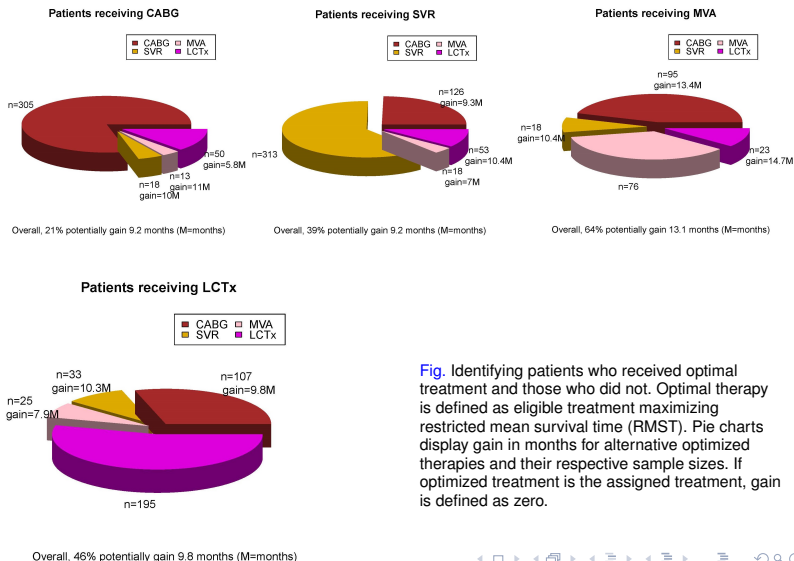 Patients receiving CABG
CABG MVA
SVR LCTx
n=305
n=50
gain=5.8M
n=13
gain=11M
n=18
gain=10M
Overall, 21% potentially gain 9.2 months (M=months)
Patients receiving SVR
CABG MVA
SVR LCTx
n=126
gain=9.3M
n=313
n=53
gain=10.4M
n=18
gain=7M
Overall, 39% potentially gain 9.2 months (M=months)
Patients receiving MVA
CABG MVA
SVR LCTx
n=95
gain=13.4M
n=18
gain=10.4M
n=23
gain=14.7M
n=76
Overall, 64% potentially gain 13.1 months (M=months)
Patients receiving LCTx
CABG MVA
SVR LCTx
n=33
gain=10.3M
n=107
gain=9.8M
n=25
gain=7.9M
n=195
Overall, 46% potentially gain 9.8 months (M=months)
Fig. Identifying patients who received optimal
treatment and those who did not. Optimal therapy
is defined as eligible treatment maximizing
restricted mean survival time (RMST). Pie charts
display gain in months for alternative optimized
therapies and their respective sample sizes. If
optimized treatment is the assigned treatment, gain
is defined as zero.